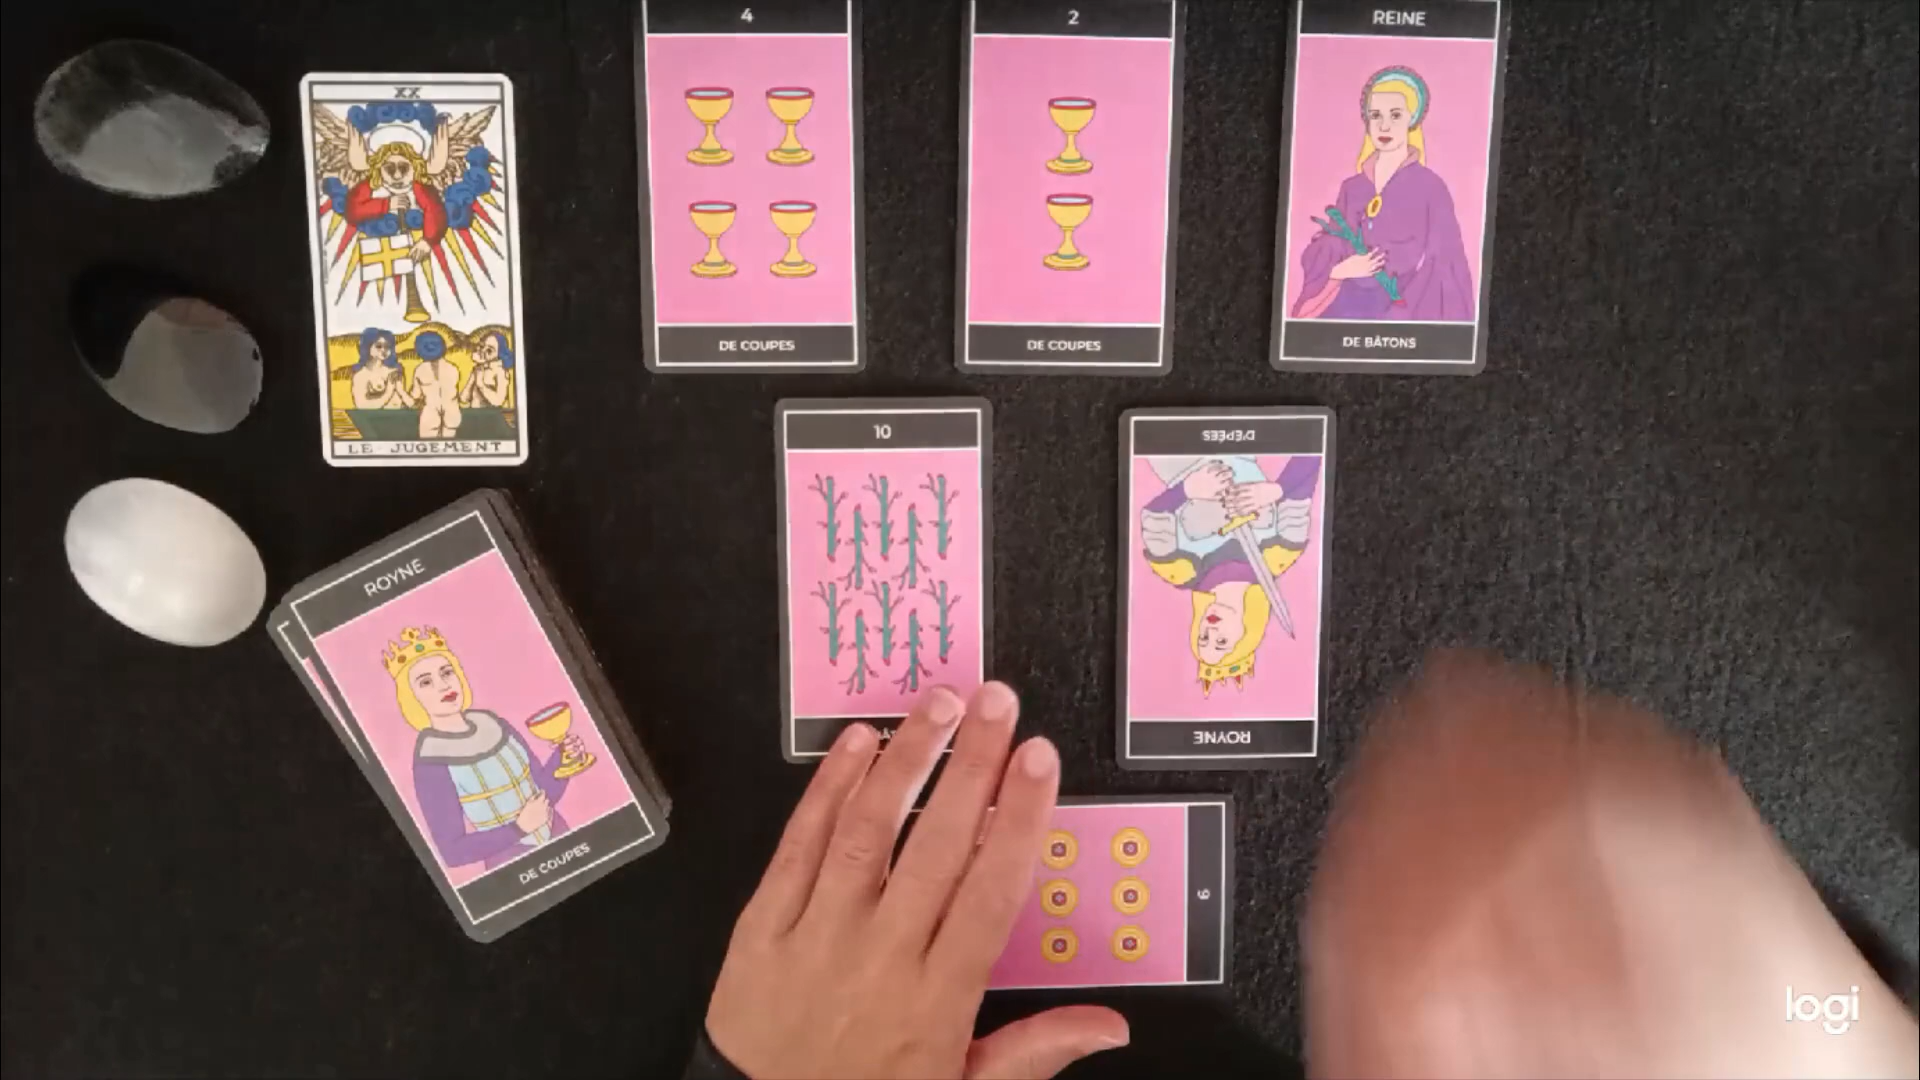 XX
LE JUGEMENT
4
DE COUPES
2
DE COUPES
REINE
DE BÂTONS
10
D'ÉPÉES
ROYNE
ROYNE
DE COUPES
9
logi